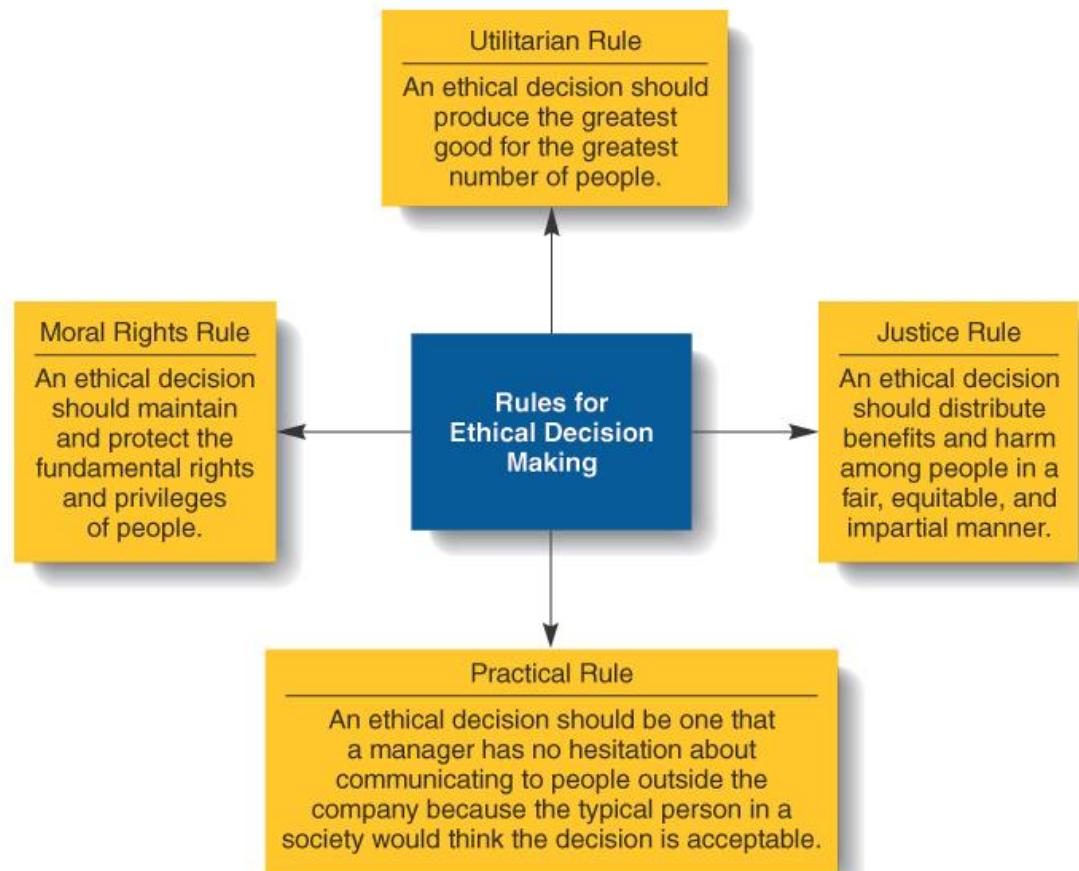 Utilitarian Rule
An ethical decision should
produce the greatest
good for the greatest
number of people.
Moral Rights Rule
An ethical decision
should maintain
and protect the
fundamental rights
and privileges
of people.
Rules for
Ethical Decision
Making
Justice Rule
An ethical decision
should distribute
benefits and harm
among people in a
fair, equitable, and
impartial manner.
Practical Rule
An ethical decision should be one that
a manager has no hesitation about
communicating to people outside the
company because the typical person in a
society would think the decision is acceptable.